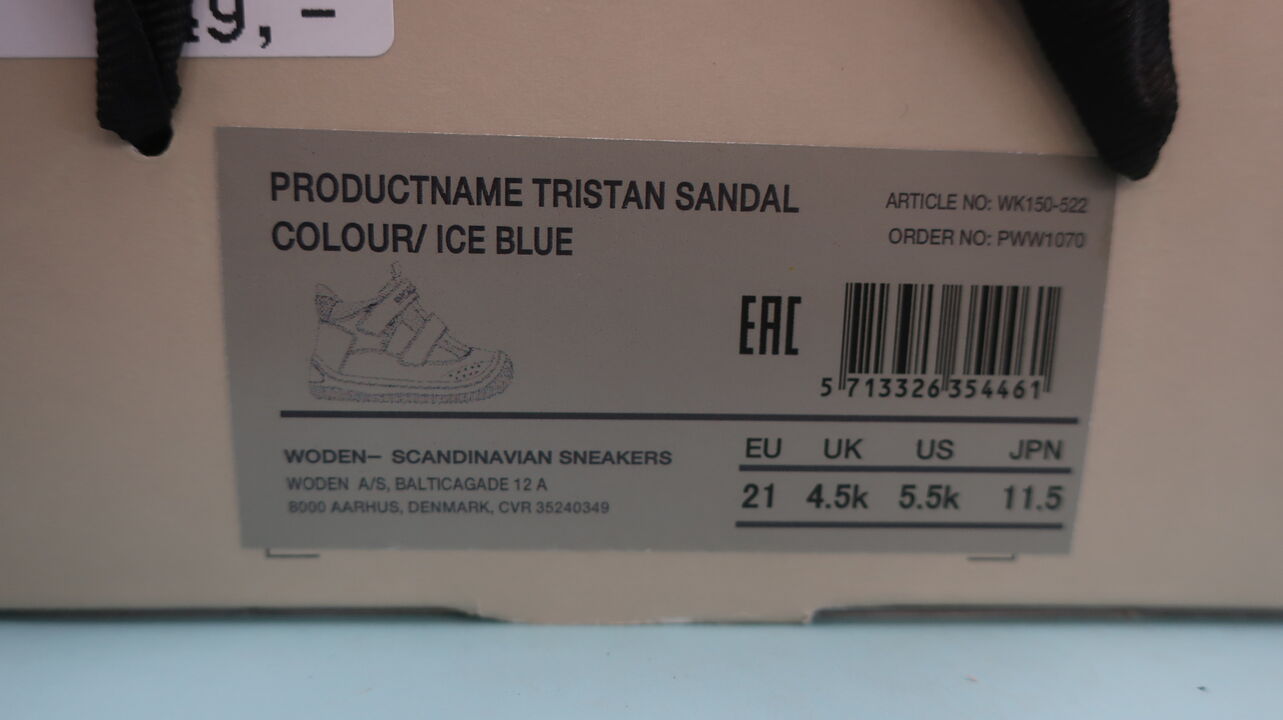 9,-
PRODUCTNAME TRISTAN SANDAL
COLOUR/ ICE BLUE
ARTICLE NO: WK150-522
ORDER NO: PWW1070
EAC
5 713326 354461
WODEN– SCANDINAVIAN SNEAKERS
WODEN A/S, BALTICAGADE 12 A
8000 AARHUS, DENMARK, CVR 35240349
EU UK US JPN
21 4.5k 5.5k 11.5